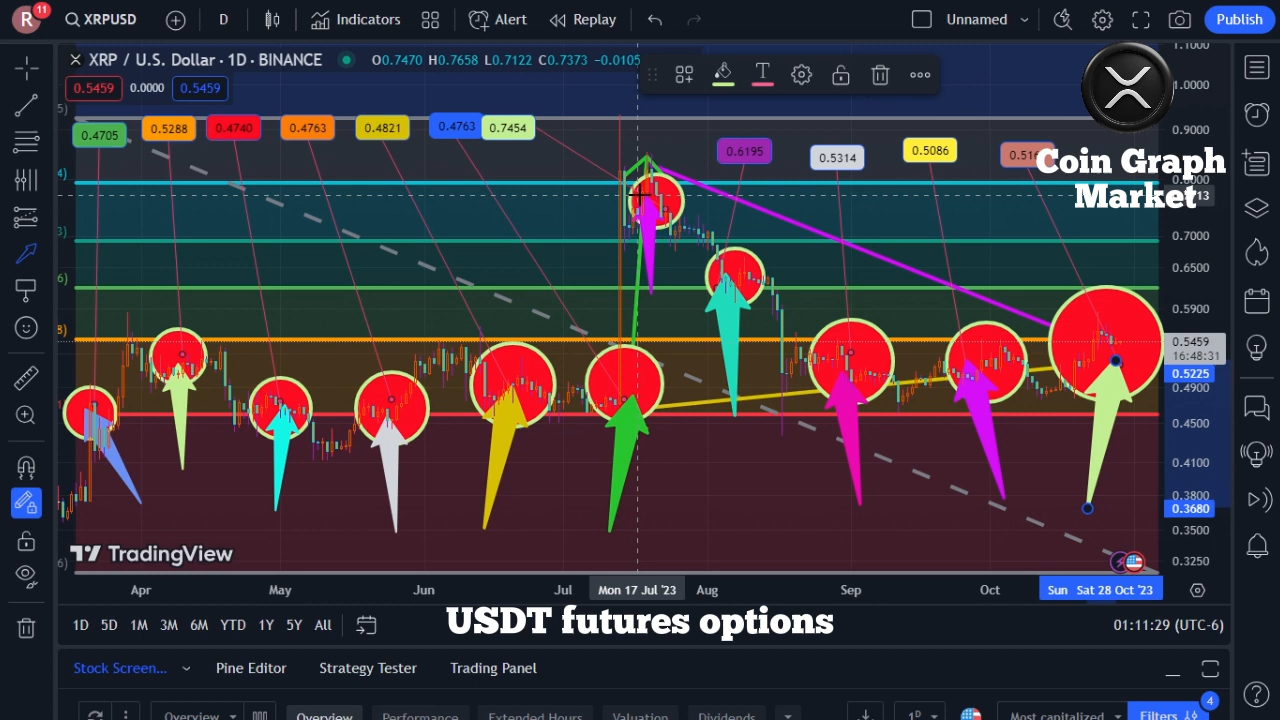 R
11
XRPUSD
D
Indicators
Alert
Replay
Unnamed
Publish
XRP / U.S. Dollar · 1D · BINANCE
O0.7470 H0.7658 L0.7122 C0.7373 −0.0105
0.5459
0.0000
0.5459
0.4705
0.5288
0.4740
0.4763
0.4821
0.4763
0.7454
0.6195
0.5314
0.5086
Coin Graph
Market
1.1000
1.0000
0.9000
0.8000
0.7000
0.6500
0.5900
0.5459
16:48:31
0.5225
0.4900
0.4500
0.4100
0.3800
0.3680
0.3500
0.3250
TradingView
Apr
May
Jun
Jul
Mon 17 Jul '23
Aug
Sep
Oct
Sun
Sat 28 Oct '23
USDT futures options
1D 5D 1M 3M 6M YTD 1Y 5Y All
01:11:29 (UTC-6)
Stock Screen...
Pine Editor
Strategy Tester
Trading Panel
4
Overview
Overview
Performance
Extended Hours
Valuation
Dividends
1D
Most capitalized
Filters